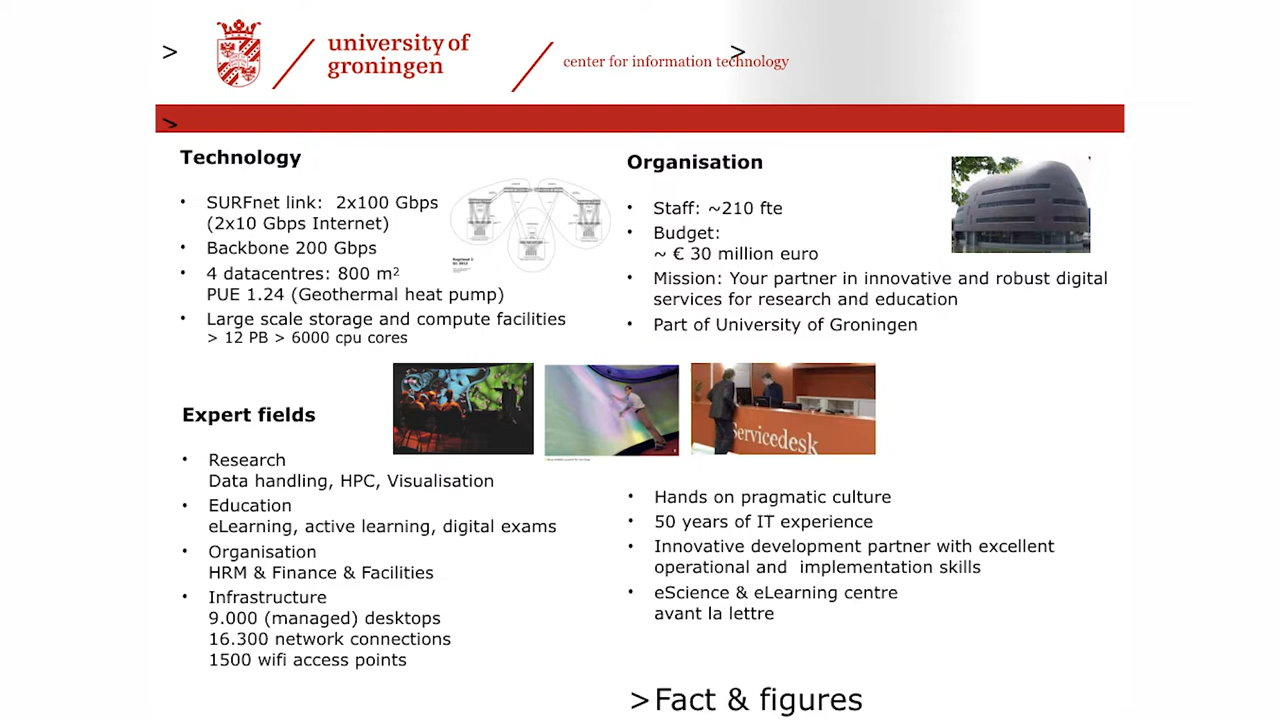 >
university of
groningen
>
center for information technology
>
Technology
• SURFnet link:  2x100 Gbps
(2x10 Gbps Internet)
• Backbone 200 Gbps
• 4 datacentres: 800 m²
PUE 1.24 (Geothermal heat pump)
• Large scale storage and compute facilities
> 12 PB > 6000 cpu cores
Organisation
• Staff: ~210 fte
• Budget:
~ € 30 million euro
• Mission: Your partner in innovative and robust digital
services for research and education
• Part of University of Groningen
Servicedesk
Expert fields
• Research
Data handling, HPC, Visualisation
• Education
eLearning, active learning, digital exams
• Organisation
HRM & Finance & Facilities
• Infrastructure
9.000 (managed) desktops
16.300 network connections
1500 wifi access points
• Hands on pragmatic culture
• 50 years of IT experience
• Innovative development partner with excellent
operational and  implementation skills
• eScience & eLearning centre
avant la lettre
>Fact & figures